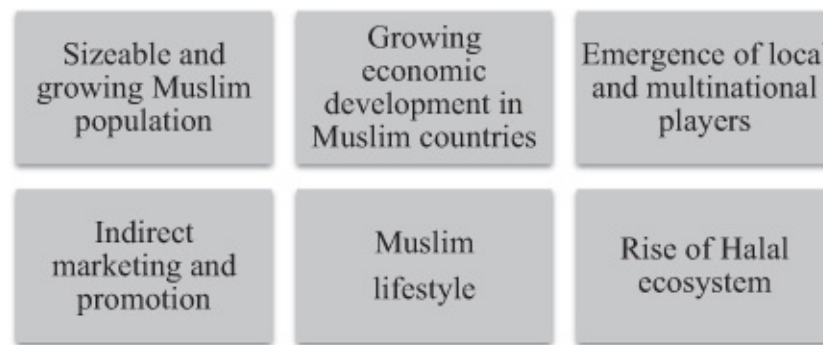 Sizeable and
growing Muslim
population
Growing
economic
development in
Muslim countries
Emergence of local
and multinational
players
Indirect
marketing and
promotion
Muslim
lifestyle
Rise of Halal
ecosystem